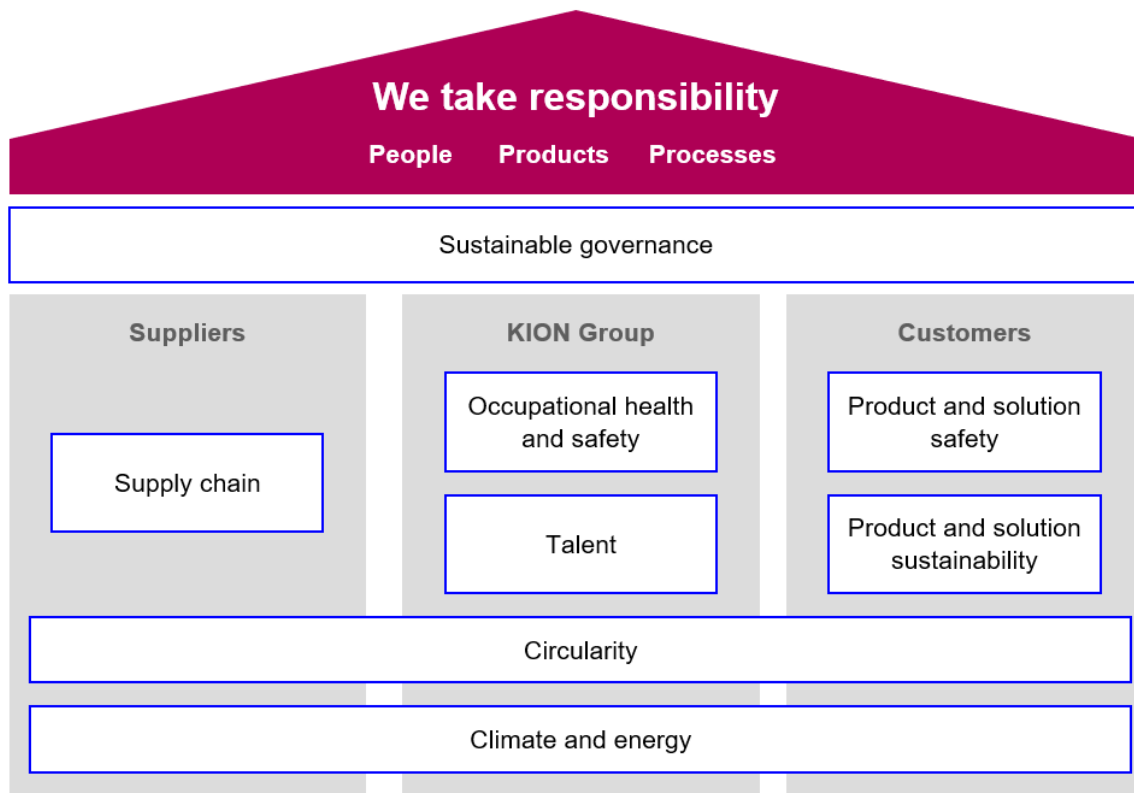 We take responsibility
People Products Processes
Sustainable governance
Suppliers
Supply chain
KION Group
Occupational health
and safety
Talent
Customers
Product and solution
safety
Product and solution
sustainability
Circularity
Climate and energy